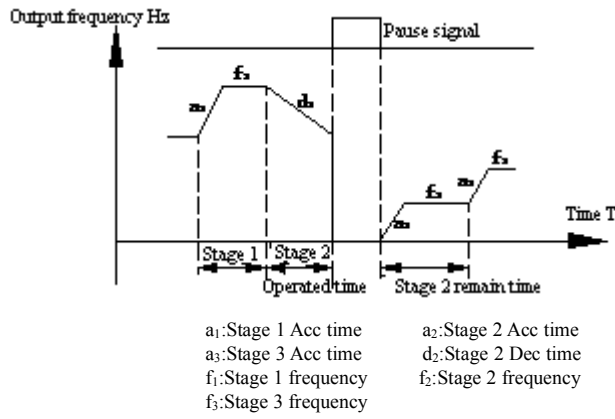 Output frequency Hz
Pause signal
Time T
Stage 1 Stage 2
Operated time Stage 2 remain time
a₁:Stage 1 Acc time a₂:Stage 2 Acc time
a₃:Stage 3 Acc time d₂:Stage 2 Dec time
f₁:Stage 1 frequency f₂:Stage 2 frequency
f₃:Stage 3 frequency